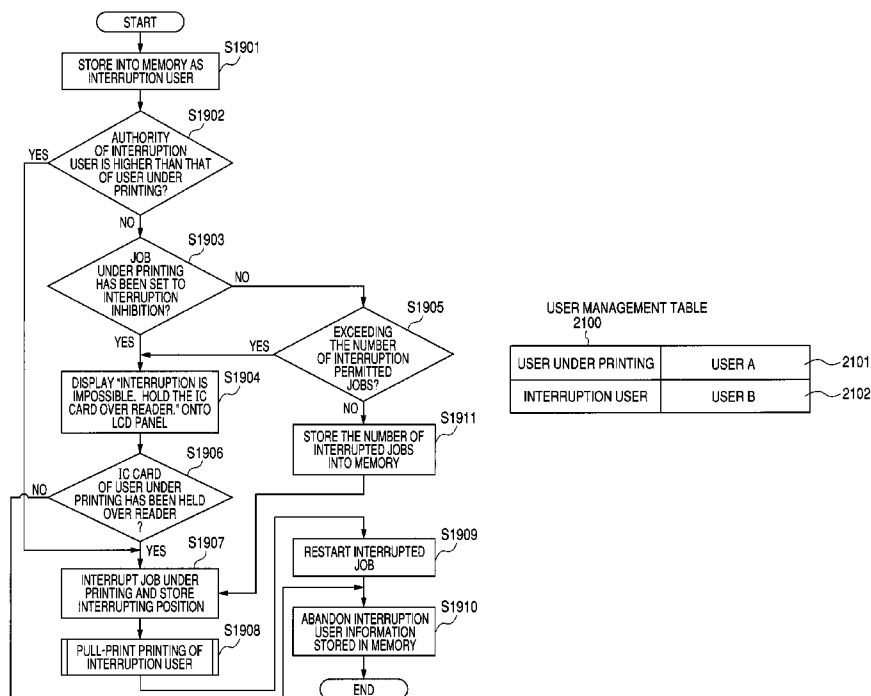 START
S1901
STORE INTO MEMORY AS
INTERRUPTION USER
S1902
AUTHORITY
OF INTERRUPTION
USER IS HIGHER THAN THAT
OF USER UNDER
PRINTING?
YES
NO
S1903
JOB
UNDER PRINTING
HAS BEEN SET TO
INTERRUPTION
INHIBITION?
NO
YES
S1905
EXCEEDING
THE NUMBER
OF INTERRUPTION
PERMITTED
JOBS?
YES
NO
S1904
DISPLAY "INTERRUPTION IS
IMPOSSIBLE. HOLD THE IC
CARD OVER READER." ONTO
LCD PANEL
S1911
STORE THE NUMBER OF
INTERRUPTED JOBS
INTO MEMORY
S1906
IC CARD
OF USER UNDER
PRINTING HAS BEEN HELD
OVER READER
?
NO
YES
S1907
INTERRUPT JOB UNDER
PRINTING AND STORE
INTERRUPTING POSITION
S1908
PULL-PRINT PRINTING OF
INTERRUPTION USER
S1909
RESTART INTERRUPTED
JOB
S1910
ABANDON INTERRUPTION
USER INFORMATION
STORED IN MEMORY
END
USER MANAGEMENT TABLE
2100
USER UNDER PRINTING USER A 2101
INTERRUPTION USER USER B 2102